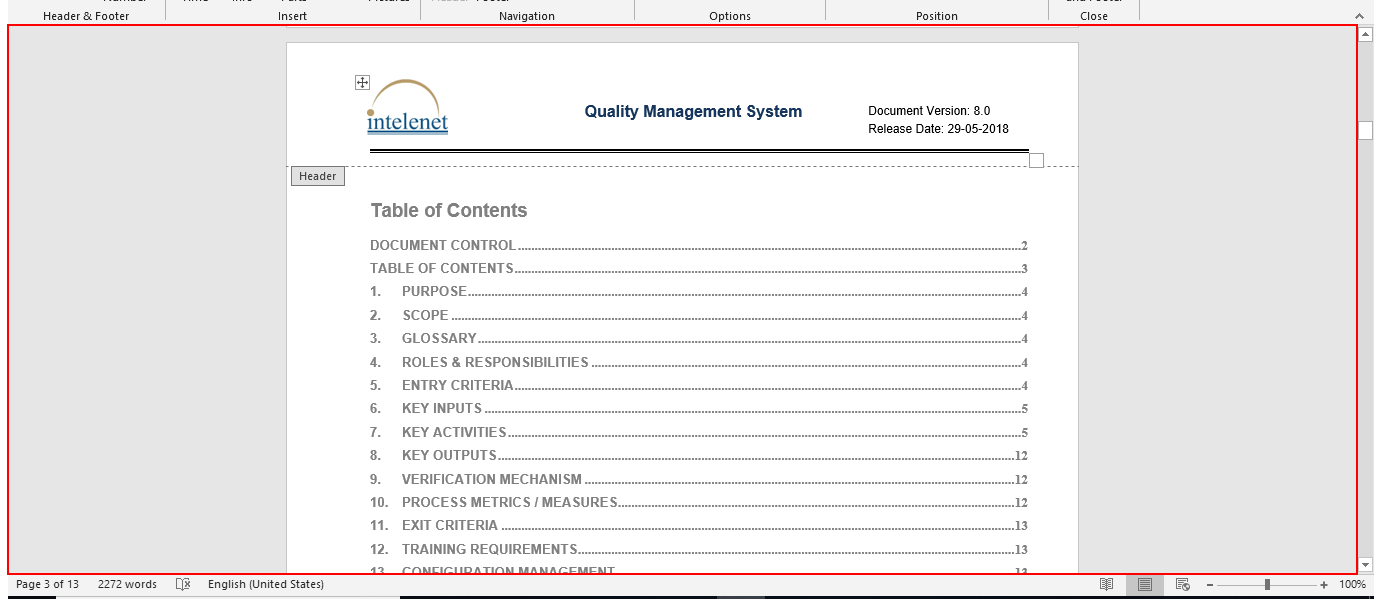 Header & Footer Insert Navigation Options Position Close
intelenet
Quality Management System
Document Version: 8.0
Release Date: 29-05-2018
Header
Table of Contents
DOCUMENT CONTROL 2
TABLE OF CONTENTS 3
1. PURPOSE 4
2. SCOPE 4
3. GLOSSARY 4
4. ROLES & RESPONSIBILITIES 4
5. ENTRY CRITERIA 4
6. KEY INPUTS 5
7. KEY ACTIVITIES 5
8. KEY OUTPUTS 12
9. VERIFICATION MECHANISM 12
10. PROCESS METRICS / MEASURES 12
11. EXIT CRITERIA 13
12. TRAINING REQUIREMENTS 13
13. CONFIGURATION MANAGEMENT 13
Page 3 of 13 2272 words English (United States) 100%